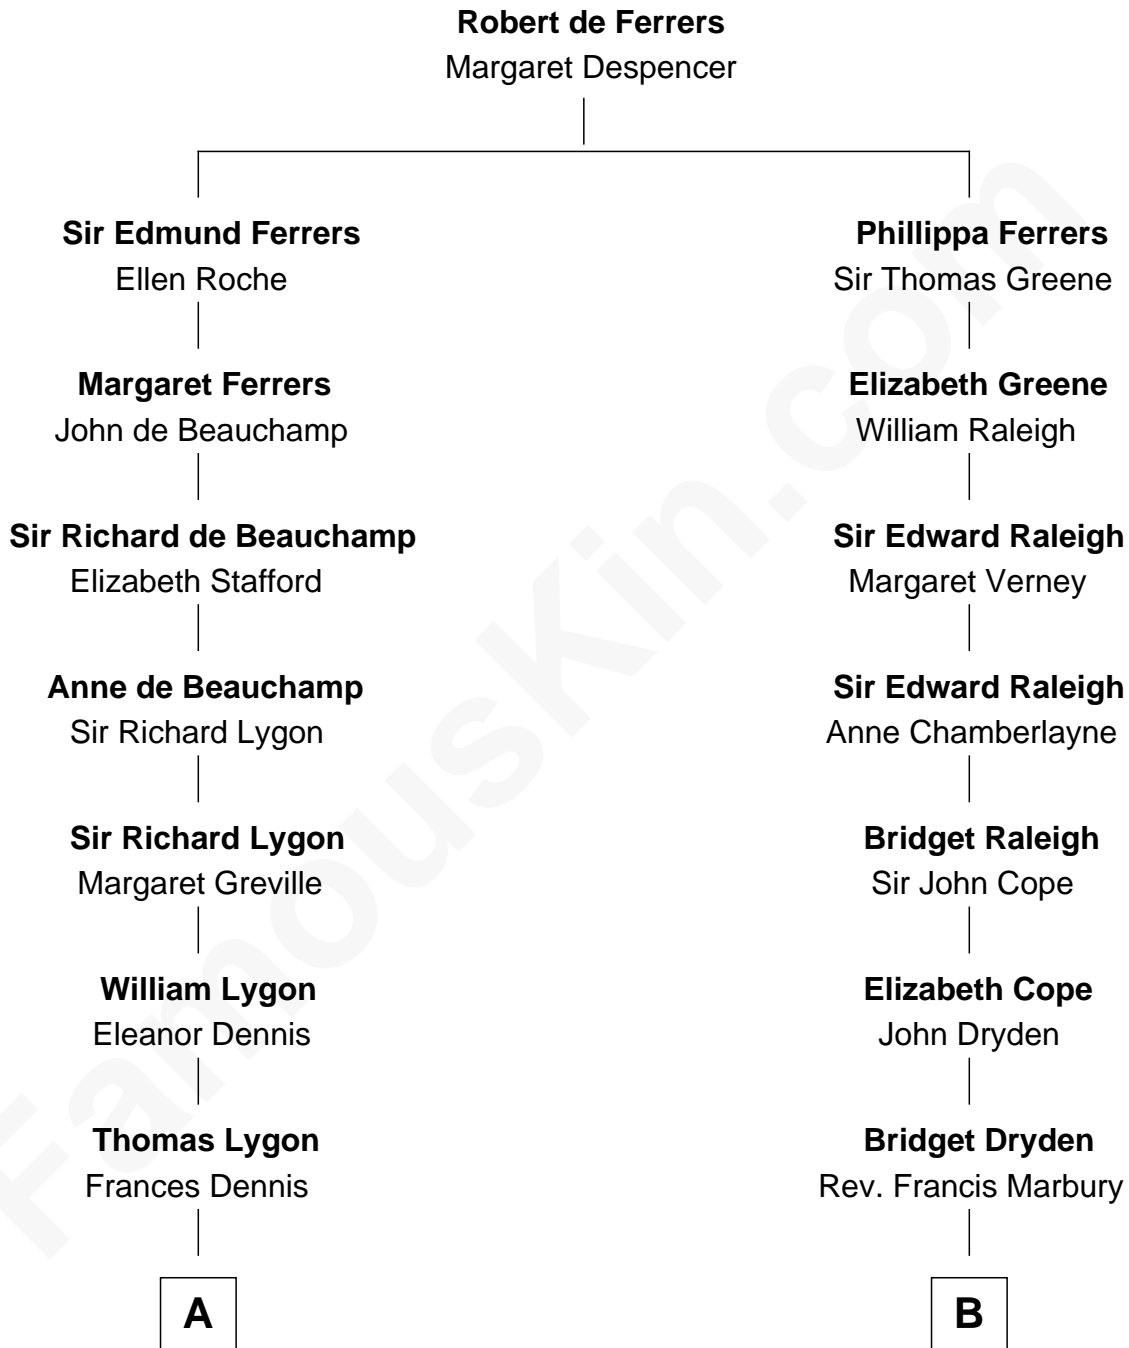 Robert de Ferrers
Margaret Despencer
Sir Edmund Ferrers
Ellen Roche
Phillippa Ferrers
Sir Thomas Greene
Margaret Ferrers
John de Beauchamp
Elizabeth Greene
William Raleigh
Sir Richard de Beauchamp
Elizabeth Stafford
Sir Edward Raleigh
Margaret Verney
Anne de Beauchamp
Sir Richard Lygon
Sir Edward Raleigh
Anne Chamberlayne
Sir Richard Lygon
Margaret Greville
Bridget Raleigh
Sir John Cope
William Lygon
Eleanor Dennis
Elizabeth Cope
John Dryden
Thomas Lygon
Frances Dennis
Bridget Dryden
Rev. Francis Marbury
A
B
FamousKin.com